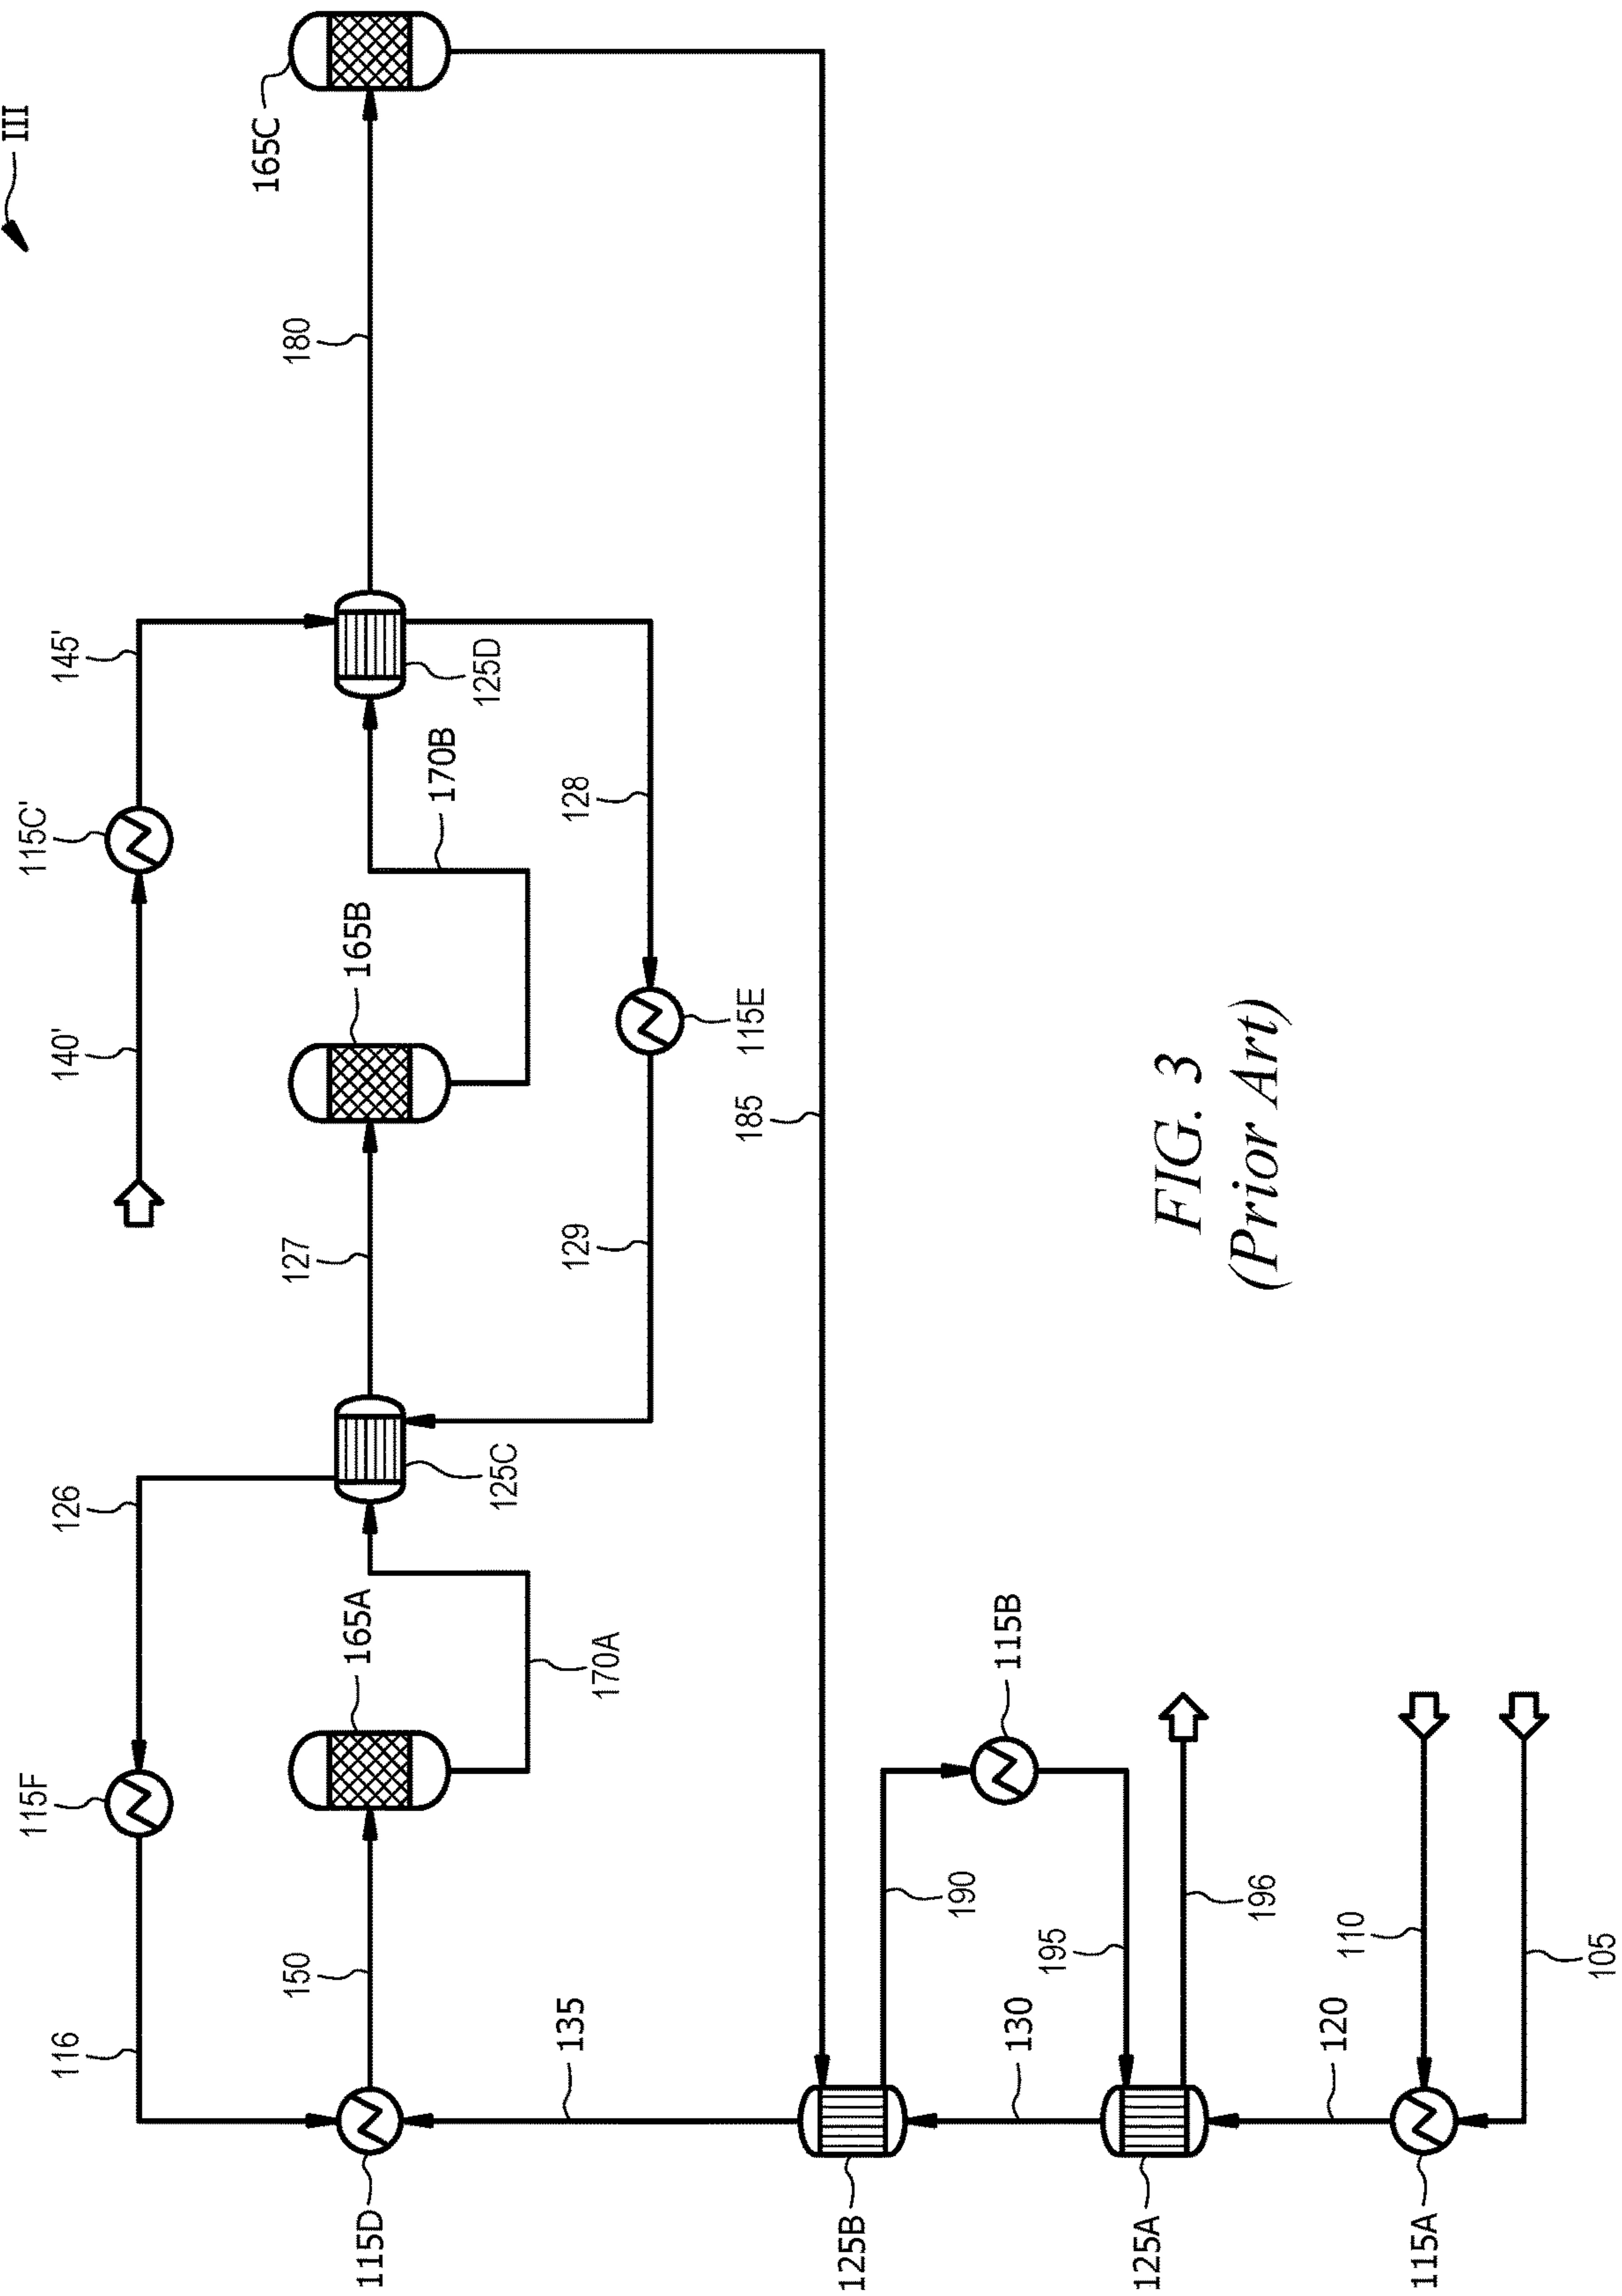 III
115F
115C'
116
126
140'
145'
165C
150
127
180
115D
165A
165B
170B
125C
125D
135
129
128
170A
185
115E
125B
190
115B
130
195
125A
196
120
110
115A
105
FIG. 3
(Prior Art)